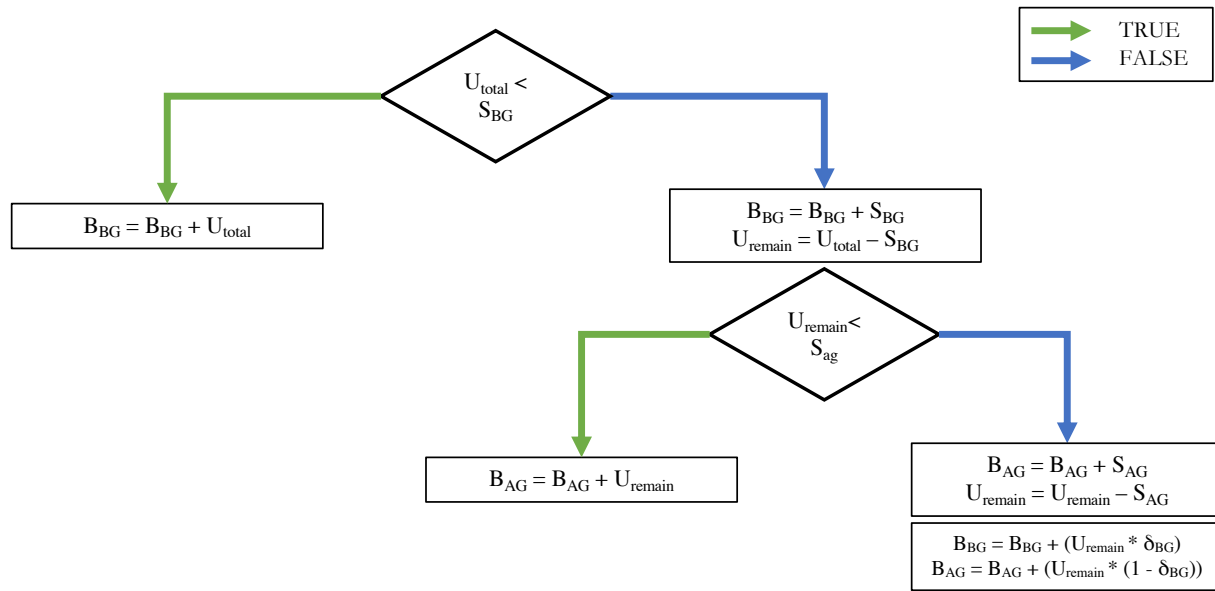 TRUE
FALSE
U_total <
S_BG
B_BG = B_BG + U_total
B_BG = B_BG + S_BG
U_remain = U_total – S_BG
U_remain<
S_ag
B_AG = B_AG + U_remain
B_AG = B_AG + S_AG
U_remain = U_remain – S_AG
B_BG = B_BG + (U_remain * δ_BG)
B_AG = B_AG + (U_remain * (1 - δ_BG))